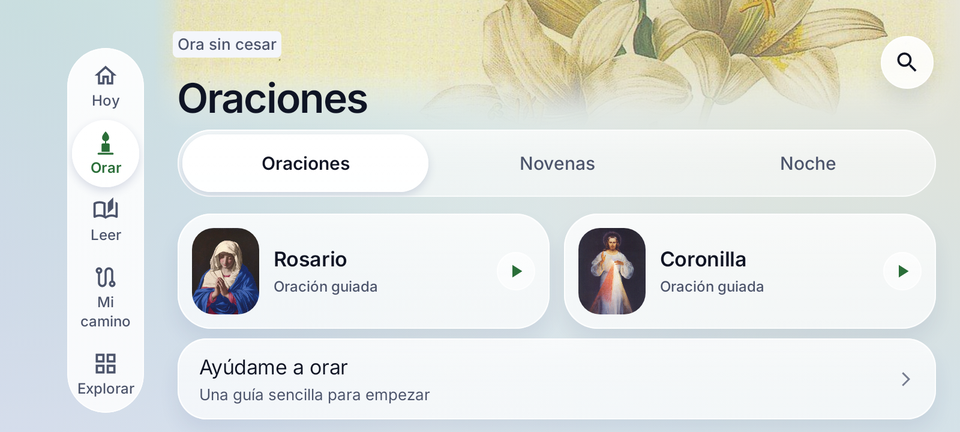 Ora sin cesar
Oraciones
Hoy
Orar
Leer
Mi
camino
Explorar
Oraciones
Novenas
Noche
Rosario
Oración guiada
Coronilla
Oración guiada
Ayúdame a orar
Una guía sencilla para empezar